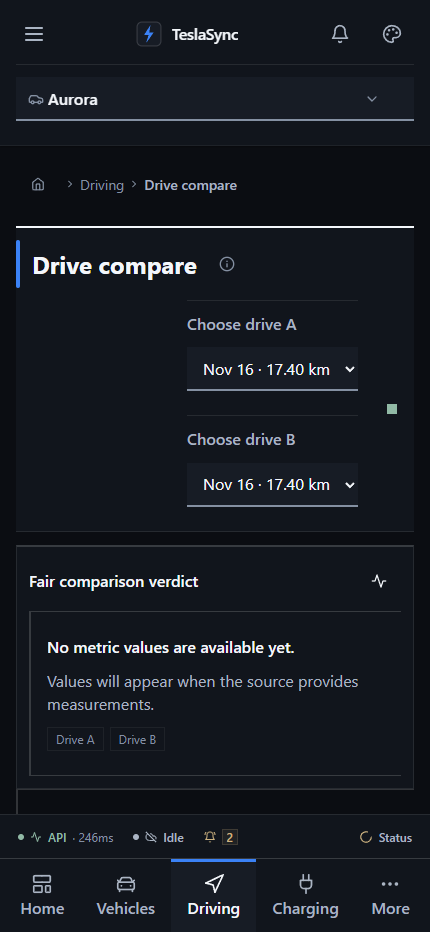 TeslaSync
Aurora
Driving
Drive compare
Drive compare
Choose drive A
Nov 16 · 17.40 km
Choose drive B
Nov 16 · 17.40 km
Fair comparison verdict
No metric values are available yet.
Values will appear when the source provides
measurements.
Drive A
Drive B
API · 246ms
Idle
2
Status
Home
Vehicles
Driving
Charging
More